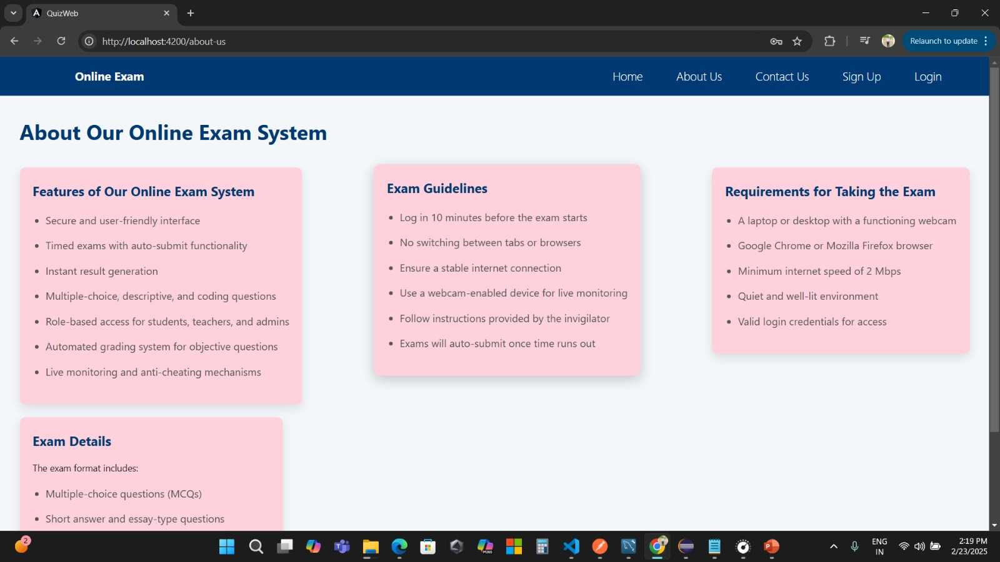 QuizWeb
http://localhost:4200/about-us
Relaunch to update
Online Exam
Home
About Us
Contact Us
Sign Up
Login
About Our Online Exam System
Features of Our Online Exam System
Secure and user-friendly interface
Timed exams with auto-submit functionality
Instant result generation
Multiple-choice, descriptive, and coding questions
Role-based access for students, teachers, and admins
Automated grading system for objective questions
Live monitoring and anti-cheating mechanisms
Exam Guidelines
Log in 10 minutes before the exam starts
No switching between tabs or browsers
Ensure a stable internet connection
Use a webcam-enabled device for live monitoring
Follow instructions provided by the invigilator
Exams will auto-submit once time runs out
Requirements for Taking the Exam
A laptop or desktop with a functioning webcam
Google Chrome or Mozilla Firefox browser
Minimum internet speed of 2 Mbps
Quiet and well-lit environment
Valid login credentials for access
Exam Details
The exam format includes:
Multiple-choice questions (MCQs)
Short answer and essay-type questions
2
M365
ENG
IN
2:19 PM
2/23/2025